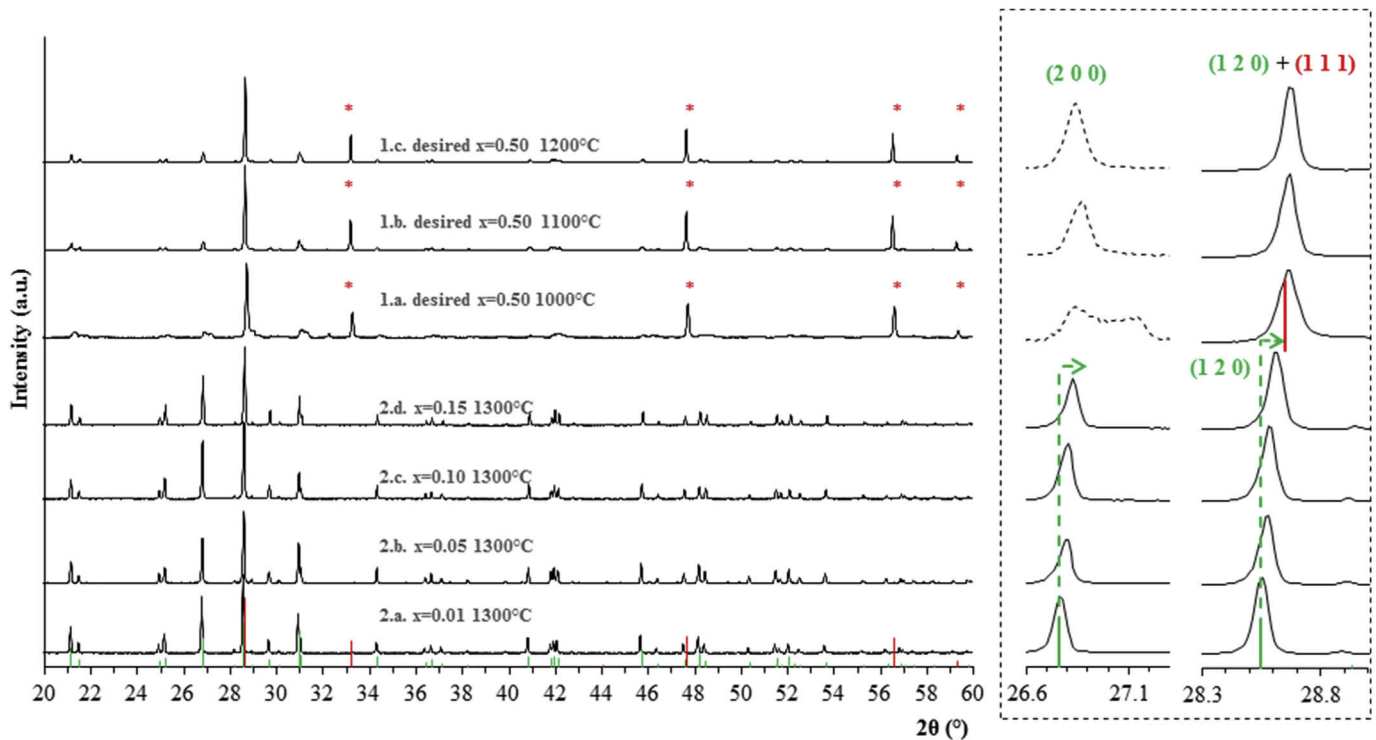 Intensity (a.u.)
* * * *
1.c. desired x=0.50 1200°C
* * * *
1.b. desired x=0.50 1100°C
* * * *
1.a. desired x=0.50 1000°C
2.d. x=0.15 1300°C
2.c. x=0.10 1300°C
2.b. x=0.05 1300°C
2.a. x=0.01 1300°C
20 22 24 26 28 30 32 34 36 38 40 42 44 46 48 50 52 54 56 58 60
2θ (°)
(2 0 0)
(1 2 0) + (1 1 1)
(1 2 0)
26.6 27.1
28.3 28.8